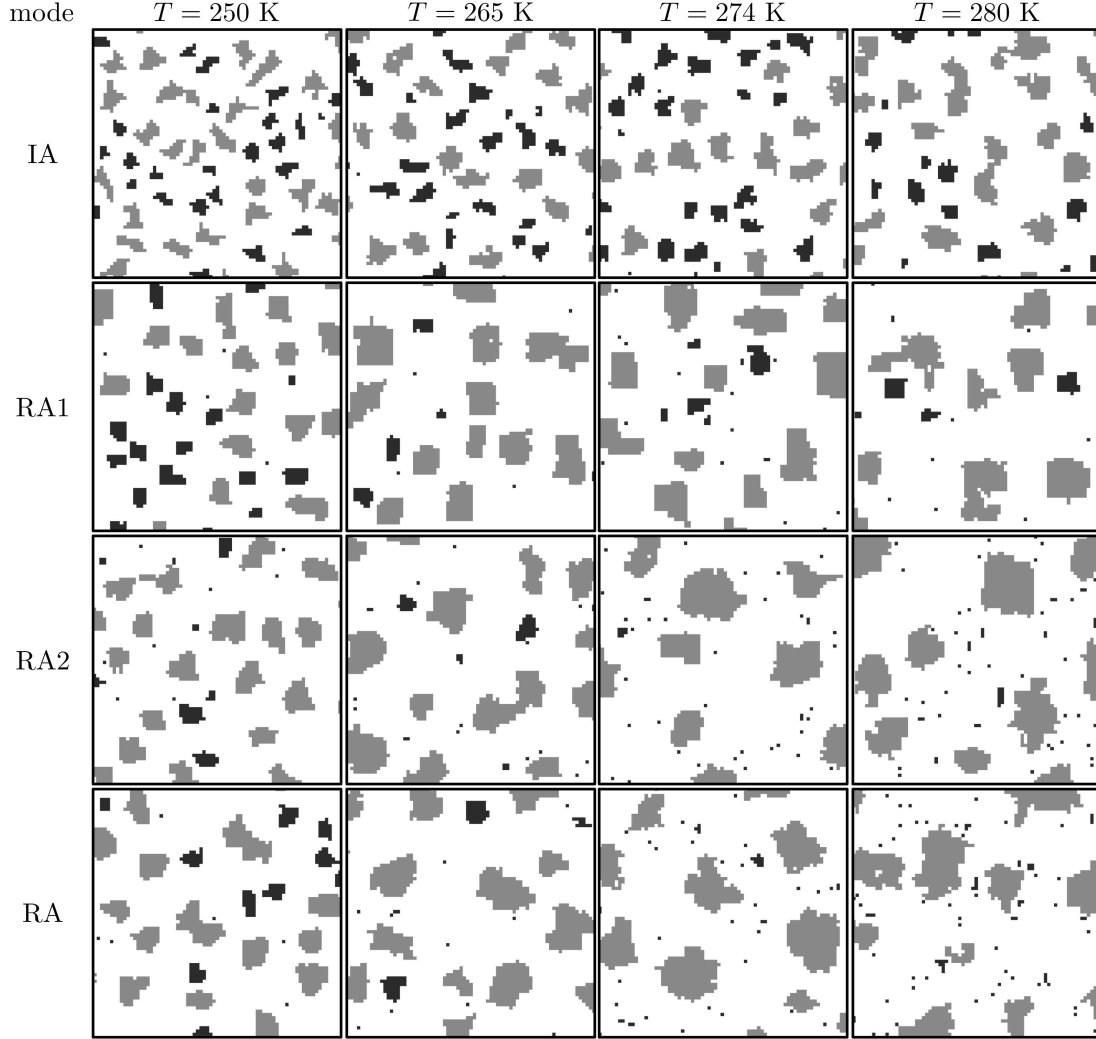 mode T = 250 K T = 265 K T = 274 K T = 280 K
IA
RA1
RA2
RA